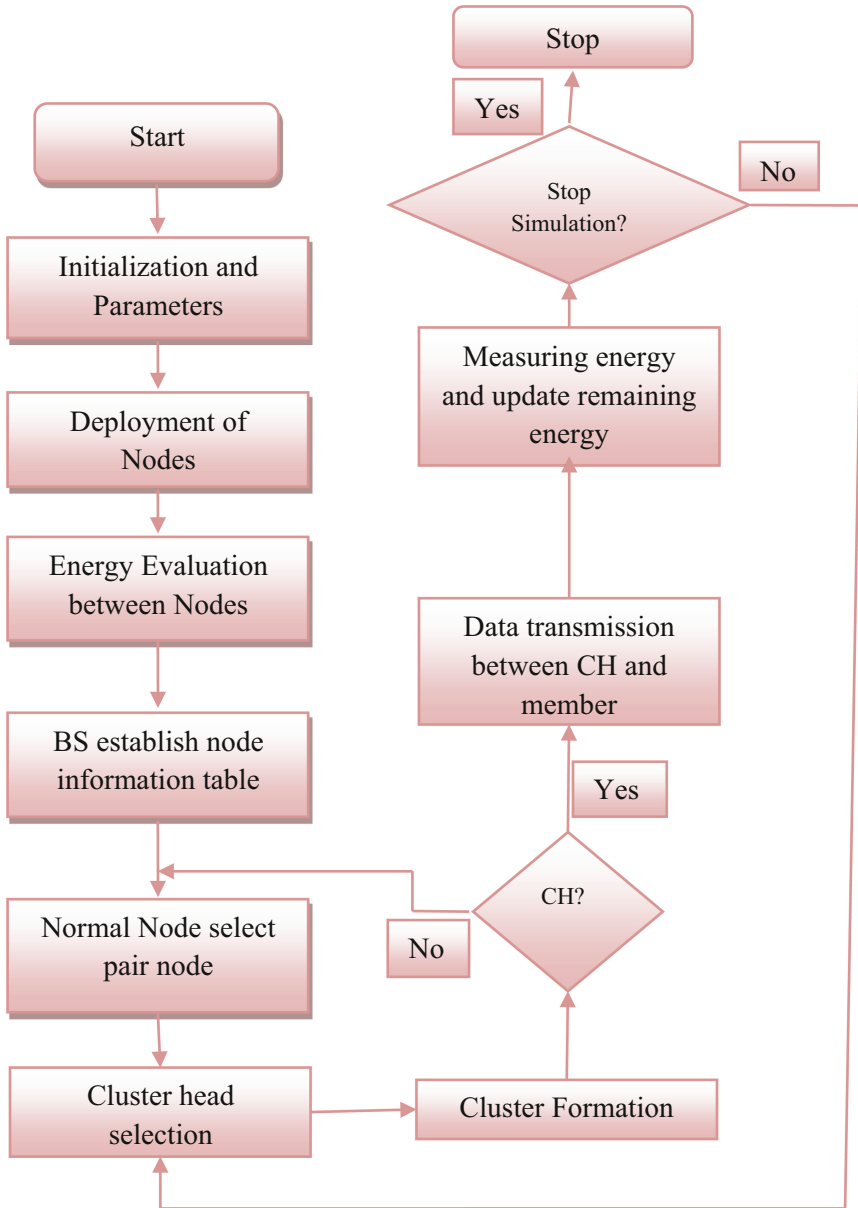 Start
Initialization and
Parameters
Deployment of
Nodes
Energy Evaluation
between Nodes
BS establish node
information table
Normal Node select
pair node
Cluster head
selection
Cluster Formation
CH?
No
Yes
Data transmission
between CH and
member
Measuring energy
and update remaining
energy
Stop
Simulation?
No
Yes
Stop